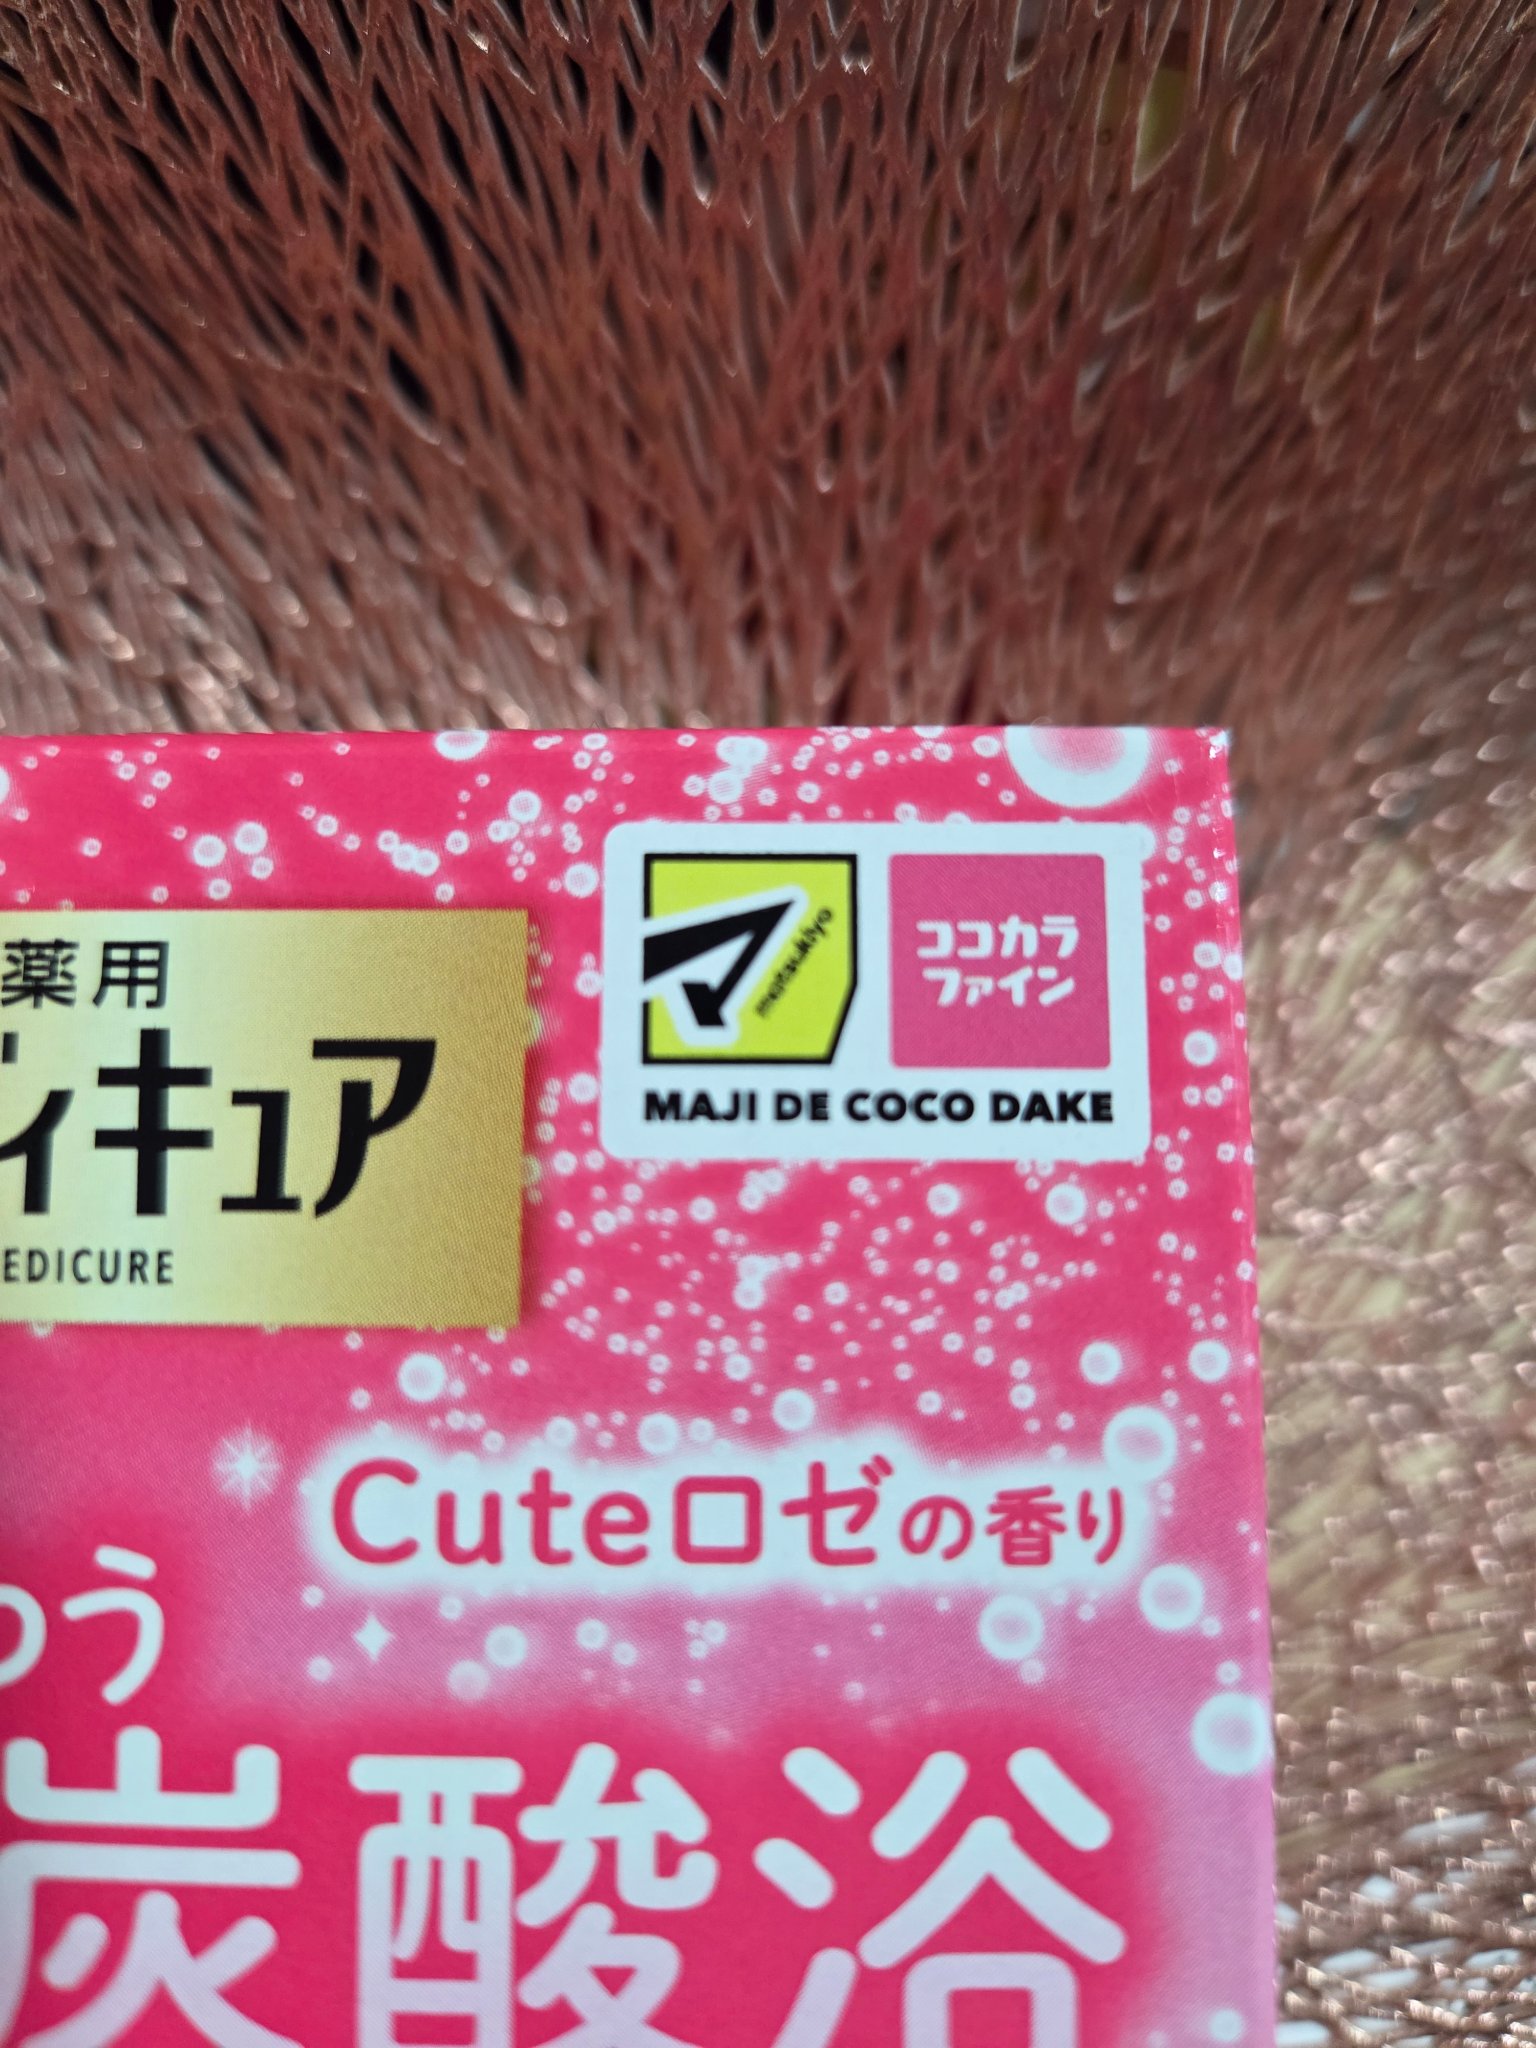 matsukiyo
ココカラ
ファイン
MAJI DE COCO DAKE
薬用
ィキュア
EDICURE
Cuteロゼの香り
う
炭酸浴